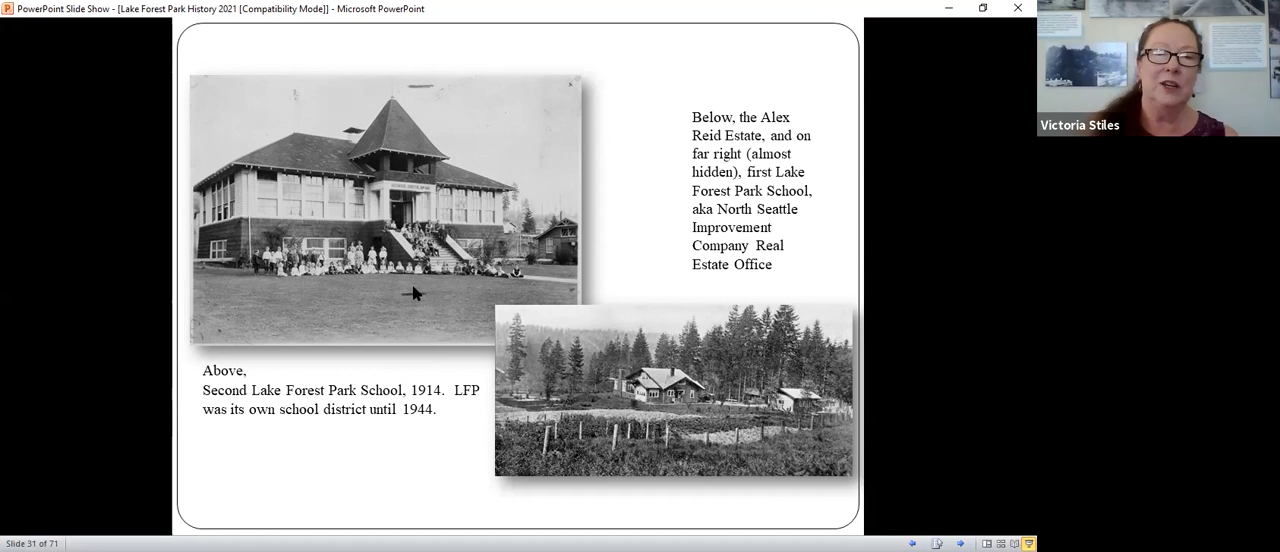 PowerPoint Slide Show - [Lake Forest Park History 2021 [Compatibility Mode]] - Microsoft PowerPoint
Below, the Alex
Reid Estate, and on
far right (almost
hidden), first Lake
Forest Park School,
aka North Seattle
Improvement
Company Real
Estate Office
Above,
Second Lake Forest Park School, 1914. LFP
was its own school district until 1944.
Victoria Stiles
Slide 31 of 71